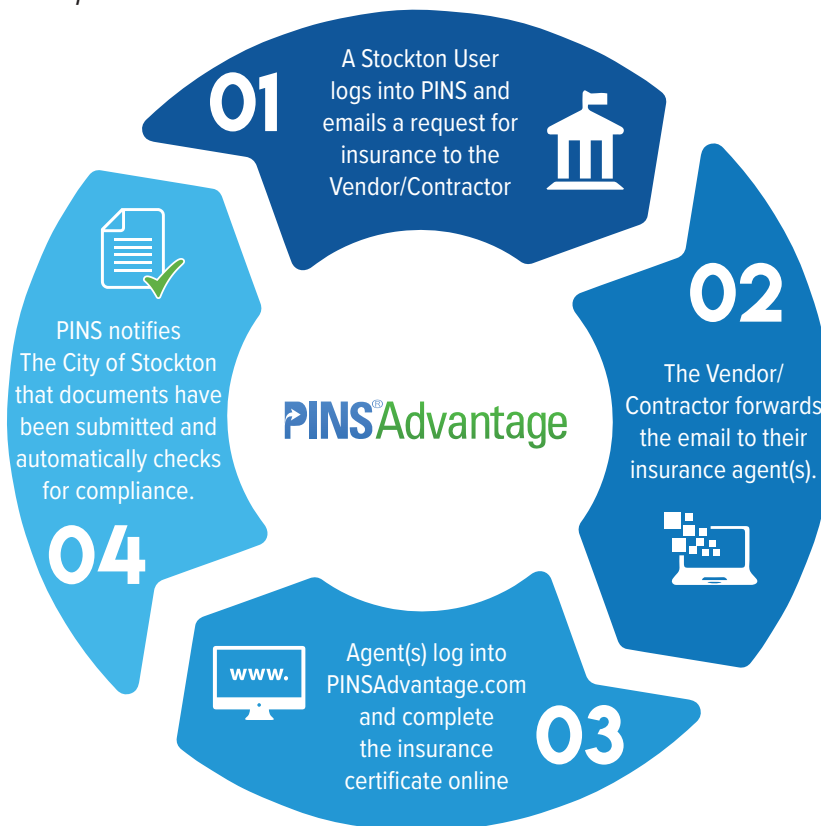 01
A Stockton User
logs into PINS and
emails a request for
insurance to the
Vendor/Contractor
02
The Vendor/
Contractor forwards
the email to their
insurance agent(s).
www.
Agent(s) log into
PINSAdvantage.com
and complete
the insurance
certificate online
03
PINS notifies
The City of Stockton
that documents have
been submitted and
automatically checks
for compliance.
04
PINS®Advantage